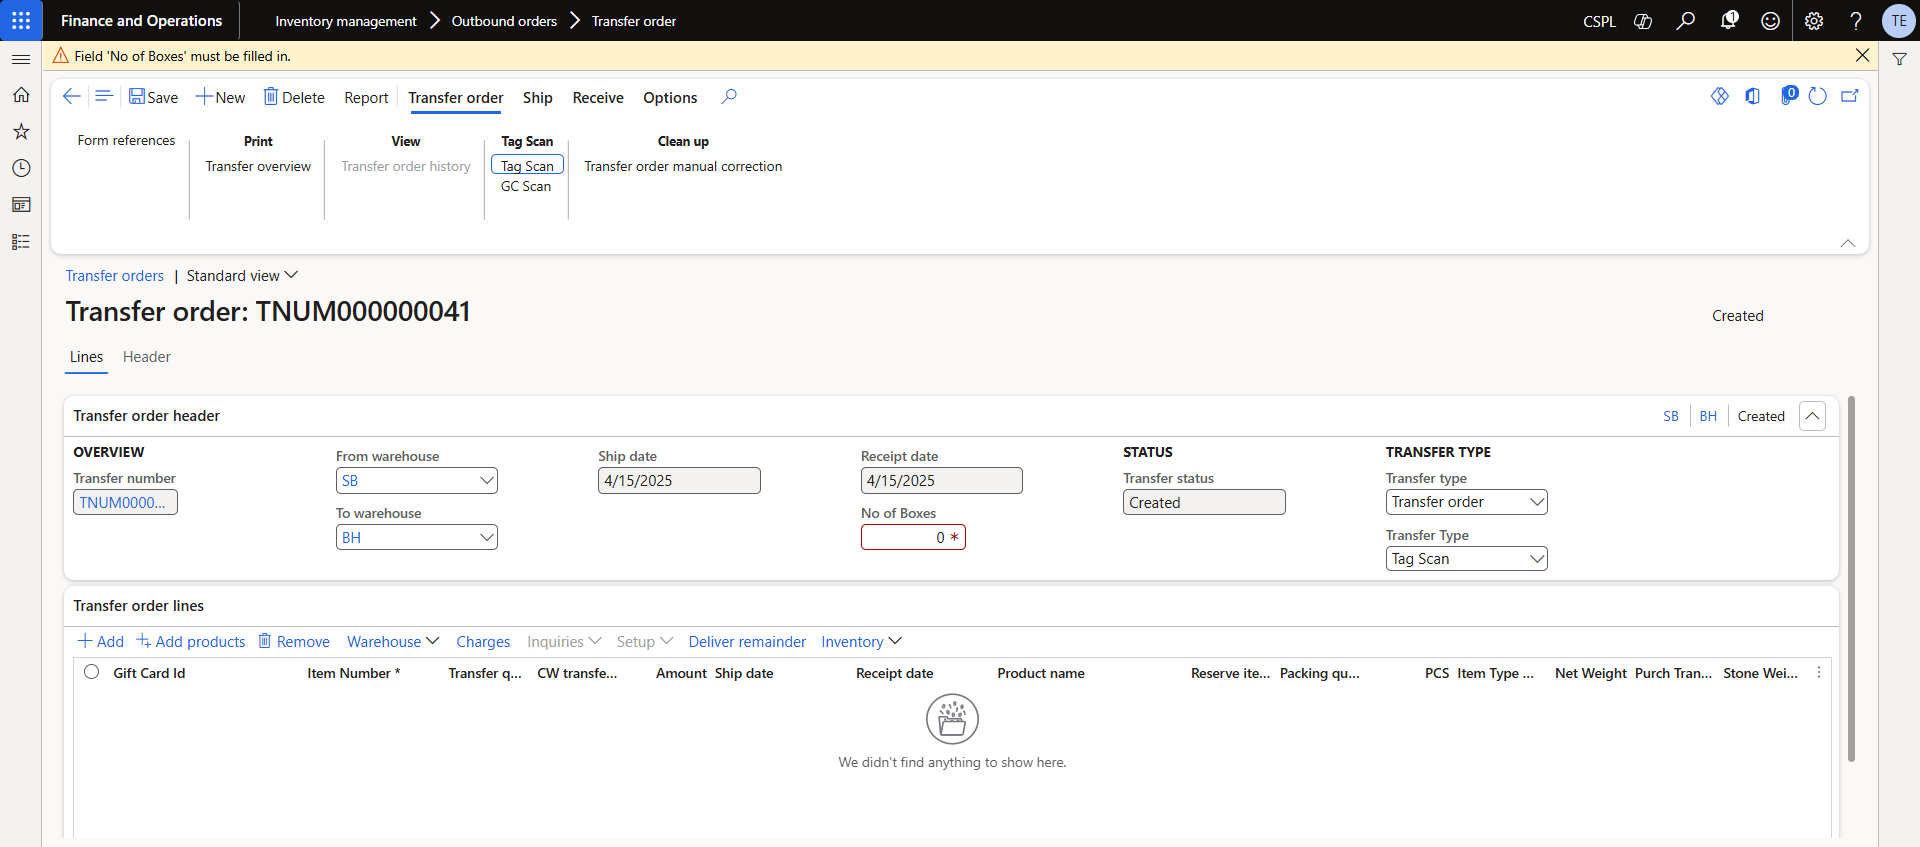 Finance and Operations
Inventory management
Outbound orders
Transfer order
CSPL
1
TE
Field 'No of Boxes' must be filled in.
Save
New
Delete
Report
Transfer order
Ship
Receive
Options
0
Form references
Print
Transfer overview
View
Transfer order history
Tag Scan
Tag Scan
GC Scan
Clean up
Transfer order manual correction
Transfer orders | Standard view
Transfer order: TNUM000000041
Created
Lines
Header
Transfer order header
SB
BH
Created
OVERVIEW
Transfer number
TNUM0000...
From warehouse
SB
To warehouse
BH
Ship date
4/15/2025
Receipt date
4/15/2025
No of Boxes
0 *
STATUS
Transfer status
Created
TRANSFER TYPE
Transfer type
Transfer order
Transfer Type
Tag Scan
Transfer order lines
Add
Add products
Remove
Warehouse
Charges
Inquiries
Setup
Deliver remainder
Inventory
Gift Card Id
Item Number *
Transfer q...
CW transfe...
Amount
Ship date
Receipt date
Product name
Reserve ite...
Packing qu...
PCS
Item Type ...
Net Weight
Purch Tran...
Stone Wei...
We didn't find anything to show here.